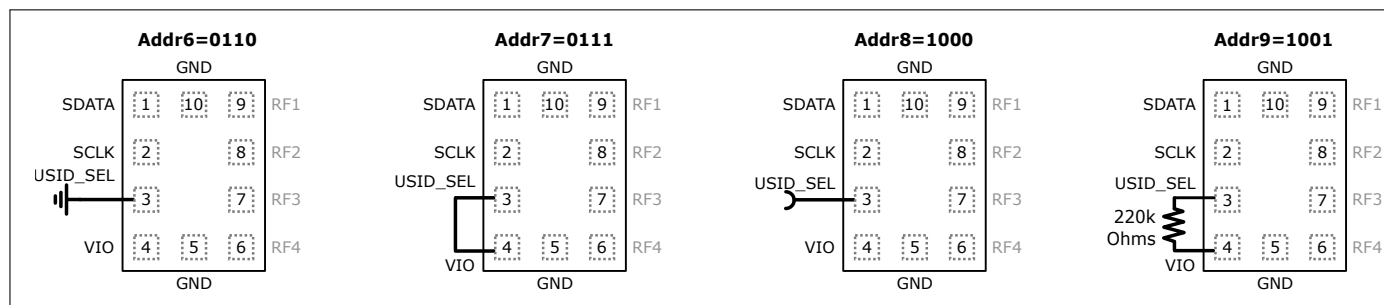 Addr6=0110
GND
SDATA 1 10 9 RF1
SCLK 2 8 RF2
USID_SEL
3 7 RF3
VIO 4 5 6 RF4
GND
Addr7=0111
GND
SDATA 1 10 9 RF1
SCLK 2 8 RF2
USID_SEL
3 7 RF3
VIO 4 5 6 RF4
GND
Addr8=1000
GND
SDATA 1 10 9 RF1
SCLK 2 8 RF2
USID_SEL
3 7 RF3
VIO 4 5 6 RF4
GND
Addr9=1001
GND
SDATA 1 10 9 RF1
SCLK 2 8 RF2
USID_SEL
3 7 RF3
220k
Ohms
4 5 6 RF4
VIO
GND